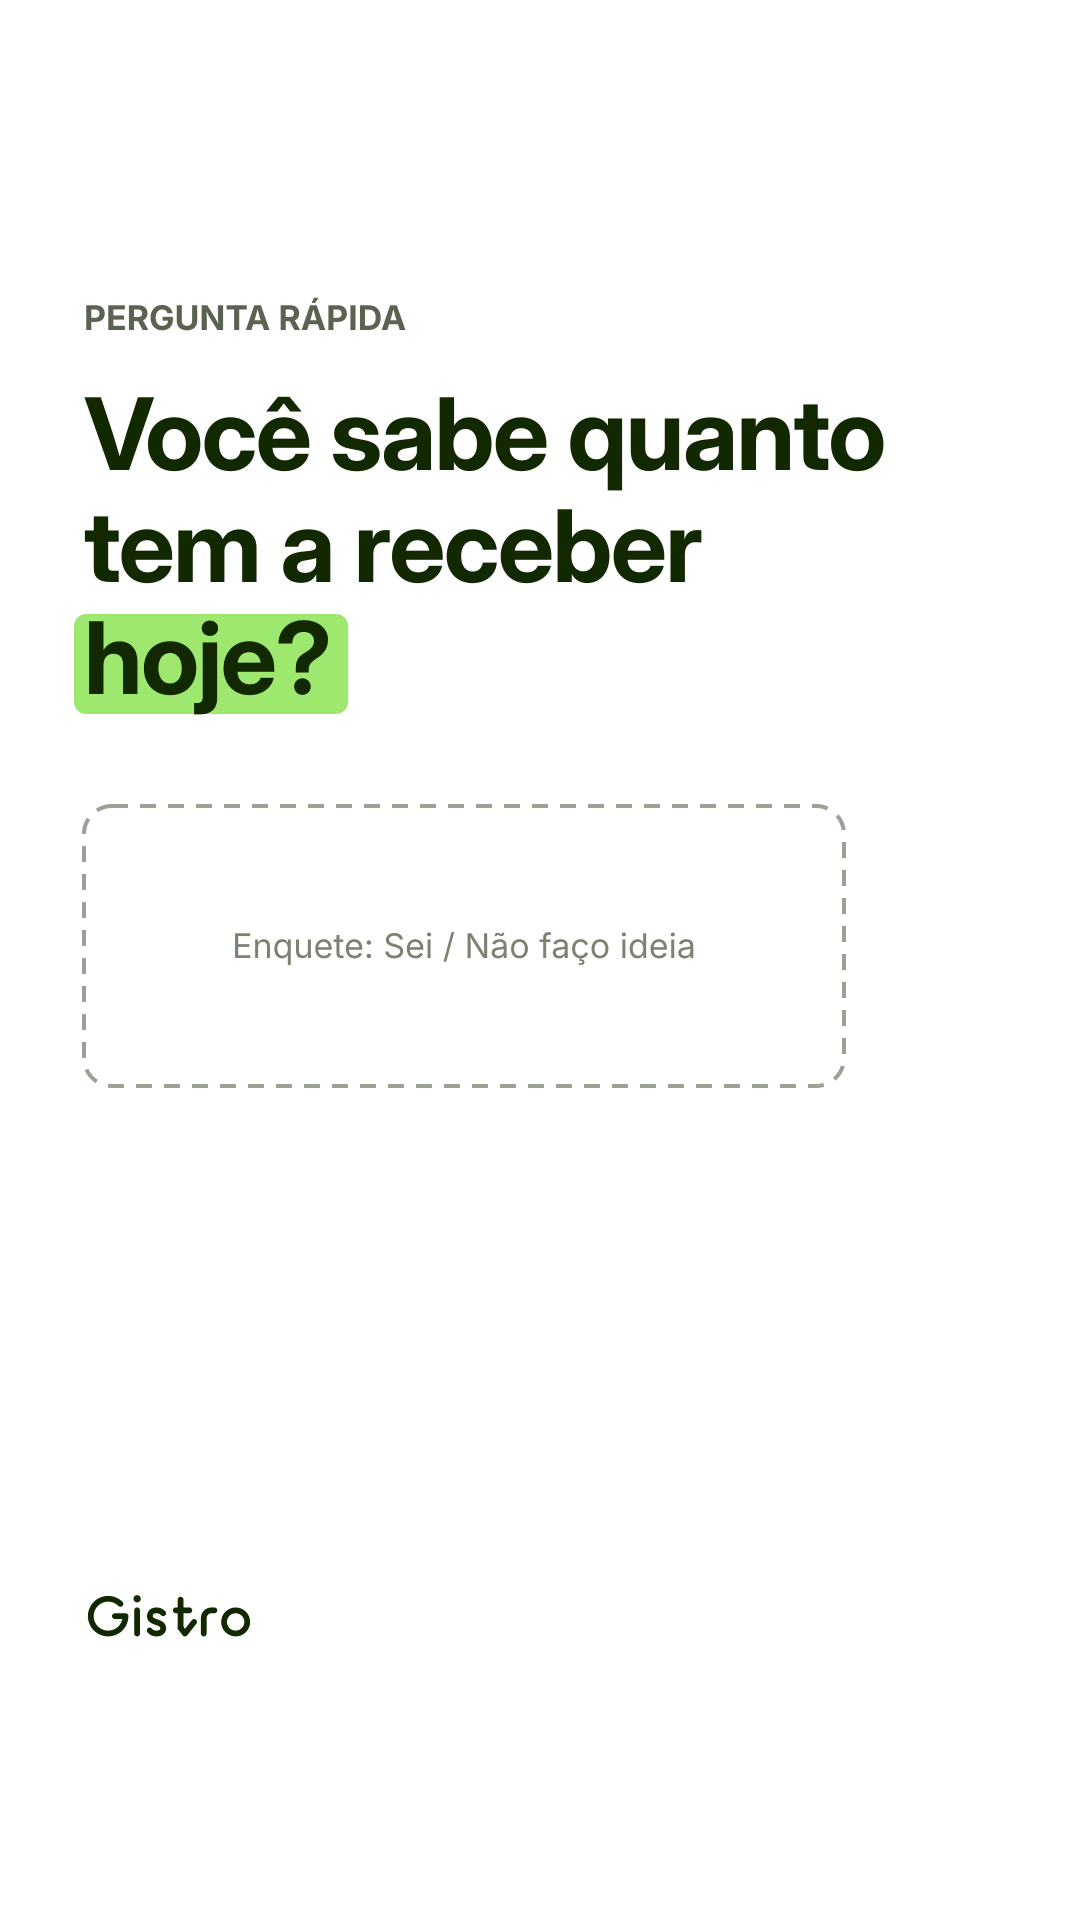 PERGUNTA RÁPIDA
Você sabe quanto
tem a receber
hoje?
Enquete: Sei / Não faço ideia
Gistro